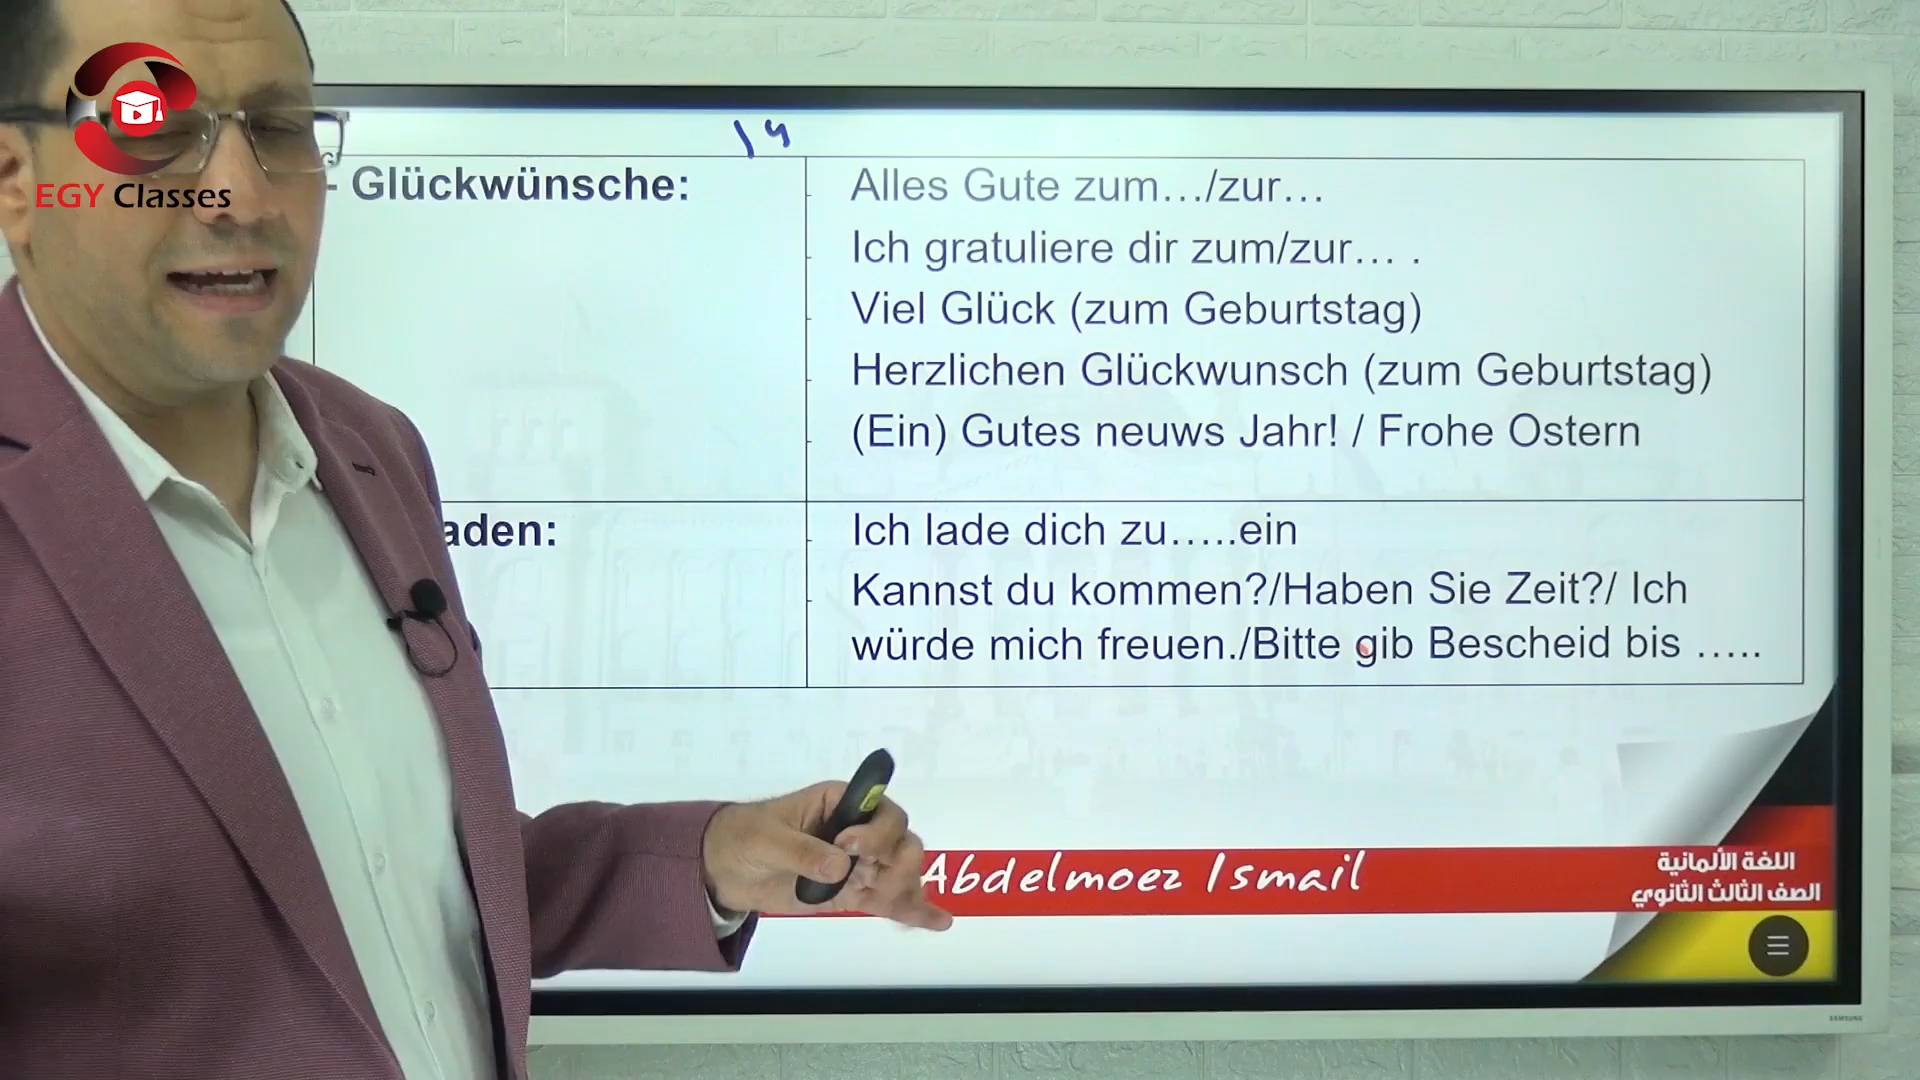 EGY Classes
- Glückwünsche:
Alles Gute zum…/zur…
Ich gratuliere dir zum/zur… .
Viel Glück (zum Geburtstag)
Herzlichen Glückwunsch (zum Geburtstag)
(Ein) Gutes neuws Jahr! / Frohe Ostern
aden:
Ich lade dich zu…..ein
Kannst du kommen?/Haben Sie Zeit?/ Ich
würde mich freuen./Bitte gib Bescheid bis …..
Abdelmoez Ismail
اللغة الألمانية
الصف الثالث الثانوي
SAMSUNG